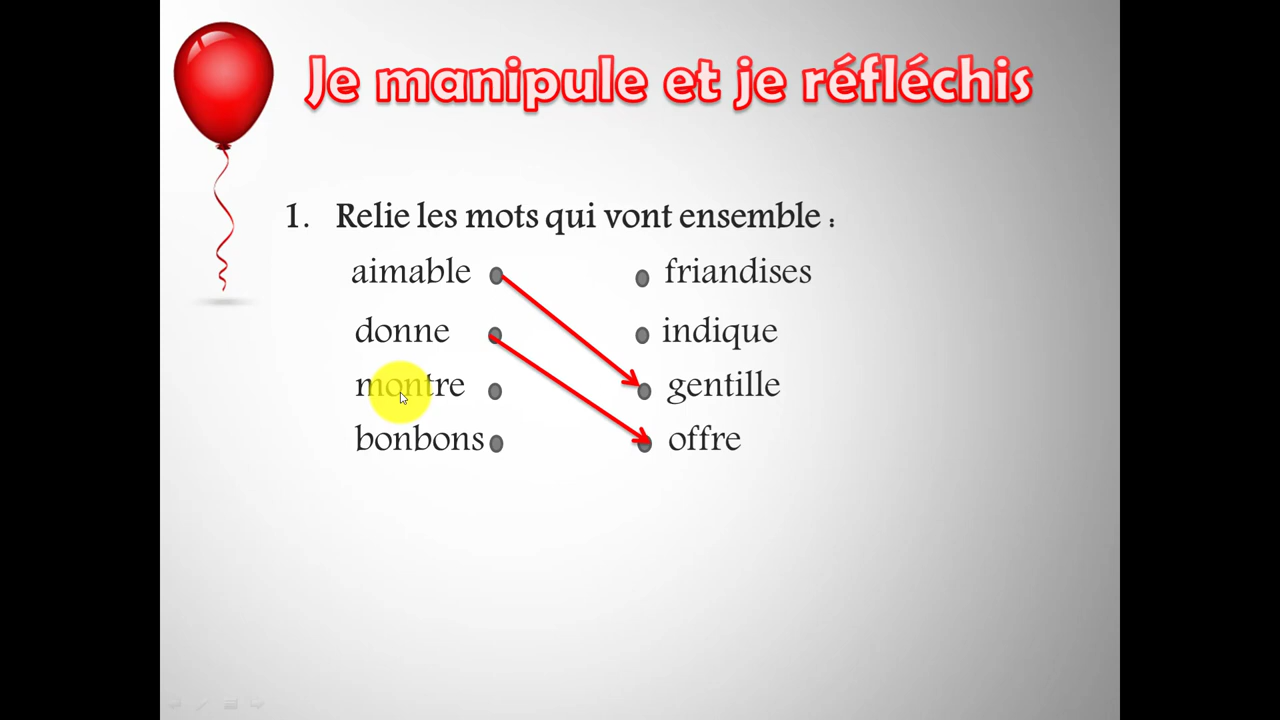 Je manipule et je réfléchis
1. Relie les mots qui vont ensemble :
aimable friandises
donne indique
montre gentille
bonbons offre